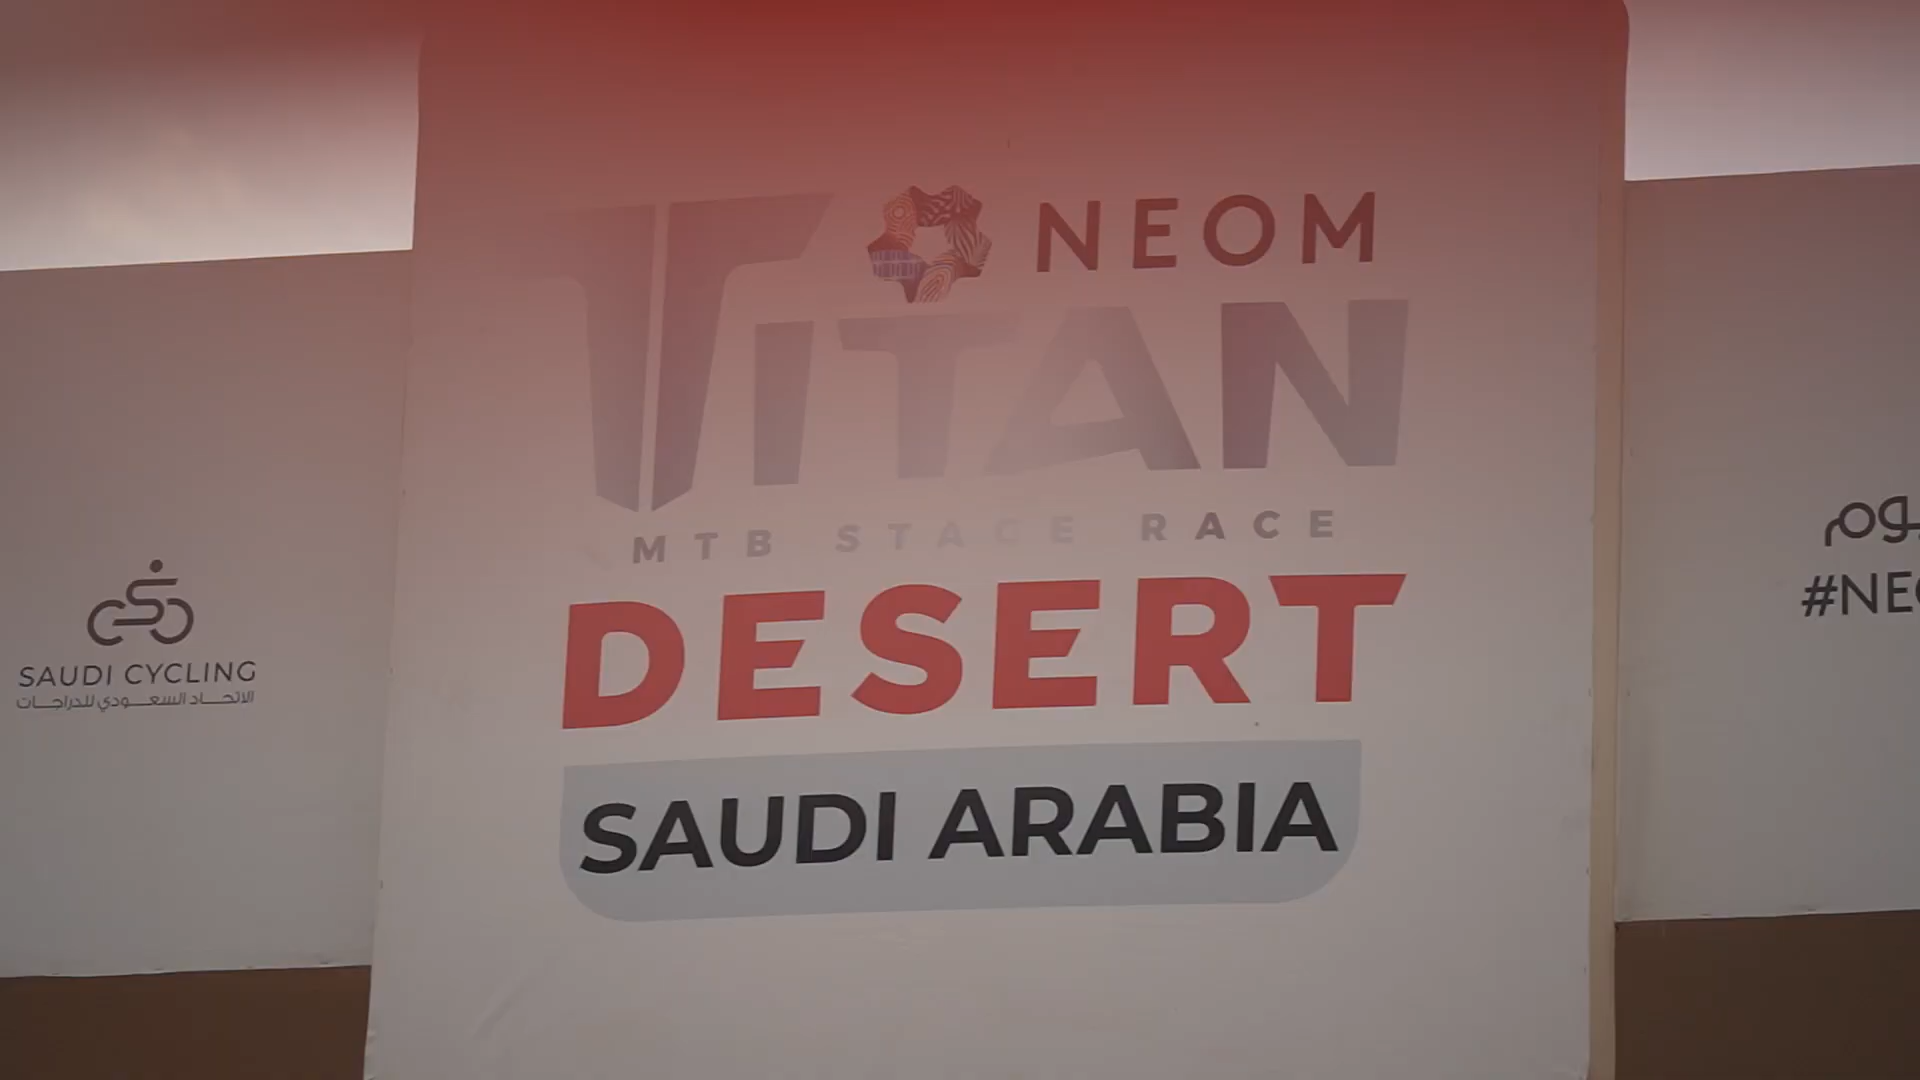 NEOM
TITAN
MTB STAGE RACE
DESERT
SAUDI ARABIA
SAUDI CYCLING
الاتحاد السعودي للدراجات